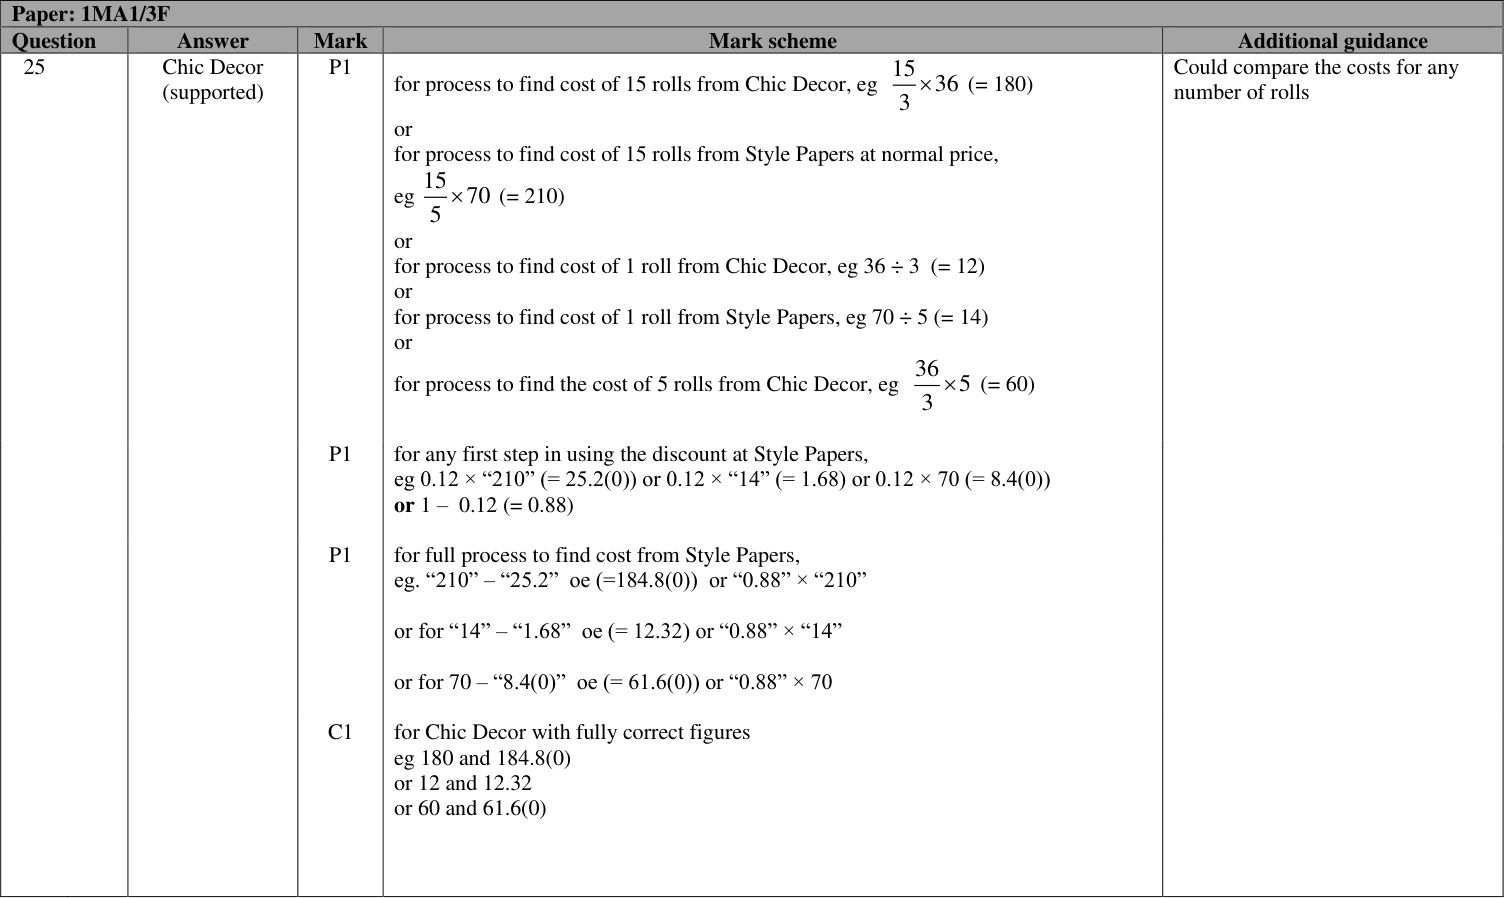 Paper: 1MA1/3F
Question Answer Mark Mark scheme Additional guidance
25 Chic Decor (supported) P1 for process to find cost of 15 rolls from Chic Decor, eg 15/3 × 36 (= 180) Could compare the costs for any number of rolls
or
for process to find cost of 15 rolls from Style Papers at normal price,
eg 15/5 × 70 (= 210)
or
for process to find cost of 1 roll from Chic Decor, eg 36 ÷ 3 (= 12)
or
for process to find cost of 1 roll from Style Papers, eg 70 ÷ 5 (= 14)
or
for process to find the cost of 5 rolls from Chic Decor, eg 36/3 × 5 (= 60)
P1 for any first step in using the discount at Style Papers,
eg 0.12 × “210” (= 25.2(0)) or 0.12 × “14” (= 1.68) or 0.12 × 70 (= 8.4(0))
or 1 – 0.12 (= 0.88)
P1 for full process to find cost from Style Papers,
eg. “210” – “25.2” oe (=184.8(0)) or “0.88” × “210”
or for “14” – “1.68” oe (= 12.32) or “0.88” × “14”
or for 70 – “8.4(0)” oe (= 61.6(0)) or “0.88” × 70
C1 for Chic Decor with fully correct figures
eg 180 and 184.8(0)
or 12 and 12.32
or 60 and 61.6(0)